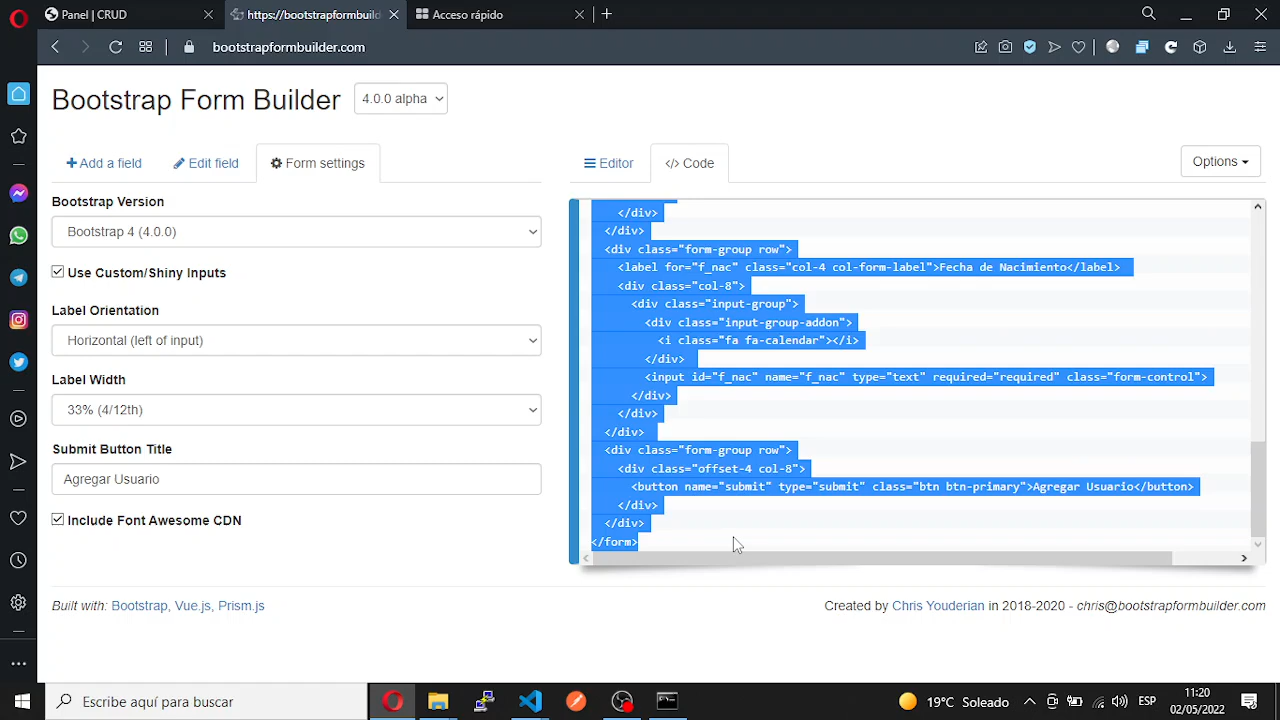 Panel | CRUD
https://bootstrapformbuild
Acceso rápido
bootstrapformbuilder.com
Bootstrap Form Builder
4.0.0 alpha
Add a field
Edit field
Form settings
Bootstrap Version
Bootstrap 4 (4.0.0)
Use Custom/Shiny Inputs
Label Orientation
Horizontal (left of input)
Label Width
33% (4/12th)
Submit Button Title
Agregar Usuario
Include Font Awesome CDN
Editor
</> Code
Options
</div>
</div>
<div class="form-group row">
<label for="f_nac" class="col-4 col-form-label">Fecha de Nacimiento</label>
<div class="col-8">
<div class="input-group">
<div class="input-group-addon">
<i class="fa fa-calendar"></i>
</div>
<input id="f_nac" name="f_nac" type="text" required="required" class="form-control">
</div>
</div>
</div>
<div class="form-group row">
<div class="offset-4 col-8">
<button name="submit" type="submit" class="btn btn-primary">Agregar Usuario</button>
</div>
</div>
</form>
Built with: Bootstrap, Vue.js, Prism.js
Created by Chris Youderian in 2018-2020 - chris@bootstrapformbuilder.com
Escribe aquí para busca
19°C Soleado
ESP
11:20
02/05/2022